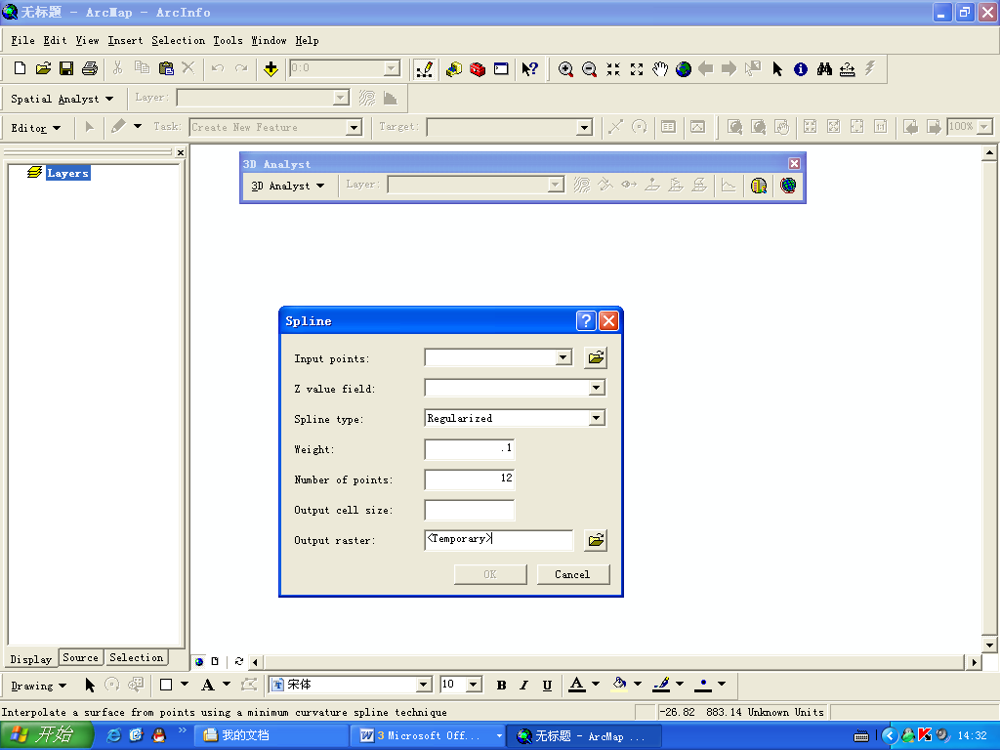 无标题 - ArcMap - ArcInfo
File Edit View Insert Selection Tools Window Help
0:0
Spatial Analyst Layer:
Editor Task: Create New Feature Target: 100%
Layers
3D Analyst
3D Analyst Layer:
Spline
Input points:
Z value field:
Spline type: Regularized
Weight: .1
Number of points: 12
Output cell size:
Output raster: <Temporary>
OK Cancel
Display Source Selection
Drawing A 宋体 10 B I U A
Interpolate a surface from points using a minimum curvature spline technique -26.82 883.14 Unknown Units
开始 我的文档 3 Microsoft Off... 无标题 - ArcMap ... 14:32